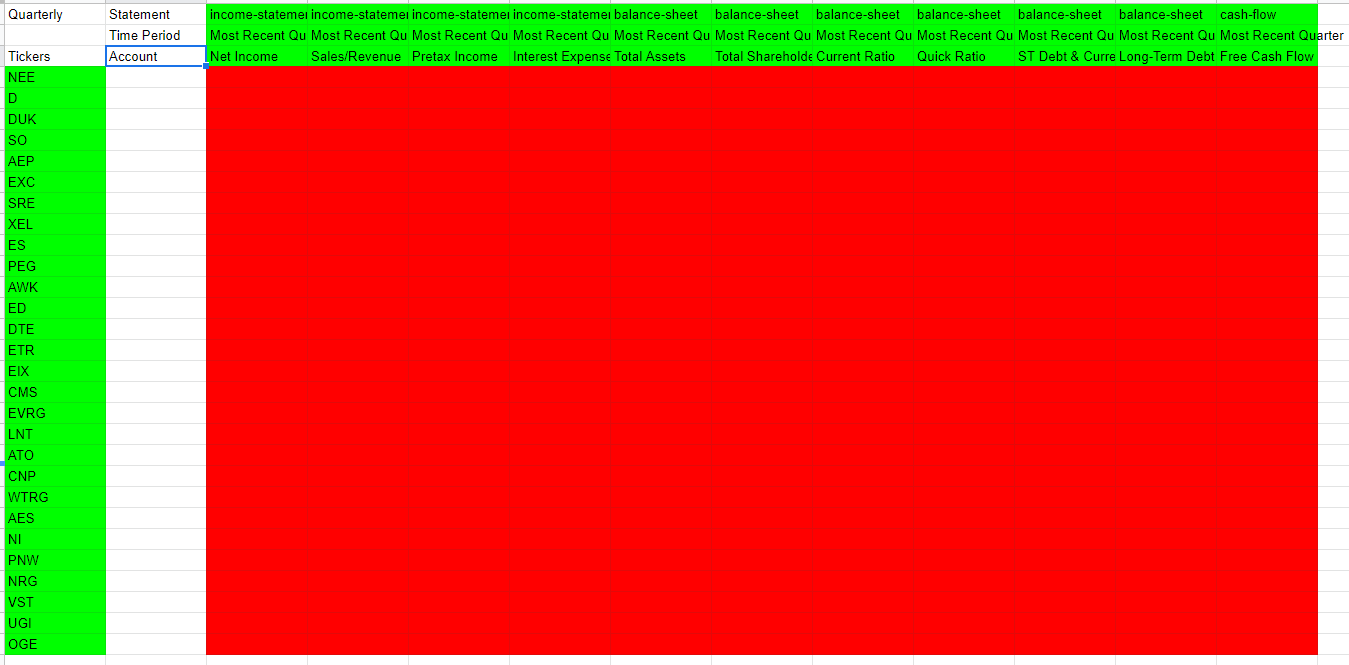 Quarterly Statement income-statemer income-statemer income-statemer income-statemer balance-sheet balance-sheet balance-sheet balance-sheet balance-sheet balance-sheet cash-flow
Time Period Most Recent Qu Most Recent Qu Most Recent Qu Most Recent Qu Most Recent Qu Most Recent Qu Most Recent Qu Most Recent Qu Most Recent Qu Most Recent Qu Most Recent Quarter
Tickers Account Net Income Sales/Revenue Pretax Income Interest Expense Total Assets Total Shareholde Current Ratio Quick Ratio ST Debt & Curre Long-Term Debt Free Cash Flow
NEE
D
DUK
SO
AEP
EXC
SRE
XEL
ES
PEG
AWK
ED
DTE
ETR
EIX
CMS
EVRG
LNT
ATO
CNP
WTRG
AES
NI
PNW
NRG
VST
UGI
OGE